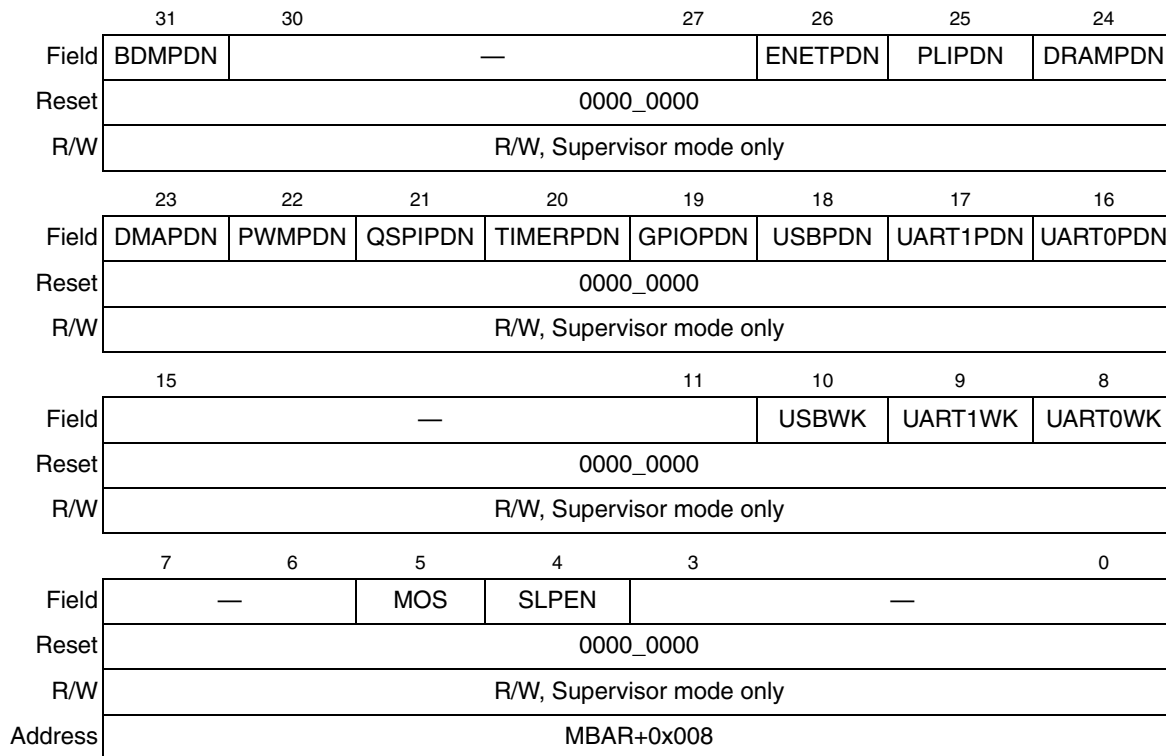 31 30 27 26 25 24
Field BDMPDN — ENETPDN PLIPDN DRAMPDN
Reset 0000_0000
R/W R/W, Supervisor mode only
23 22 21 20 19 18 17 16
Field DMAPDN PWMPDN QSPIPDN TIMERPDN GPIOPDN USBPDN UART1PDN UART0PDN
Reset 0000_0000
R/W R/W, Supervisor mode only
15 11 10 9 8
Field — USBWK UART1WK UART0WK
Reset 0000_0000
R/W R/W, Supervisor mode only
7 6 5 4 3 0
Field — MOS SLPEN —
Reset 0000_0000
R/W R/W, Supervisor mode only
Address MBAR+0x008